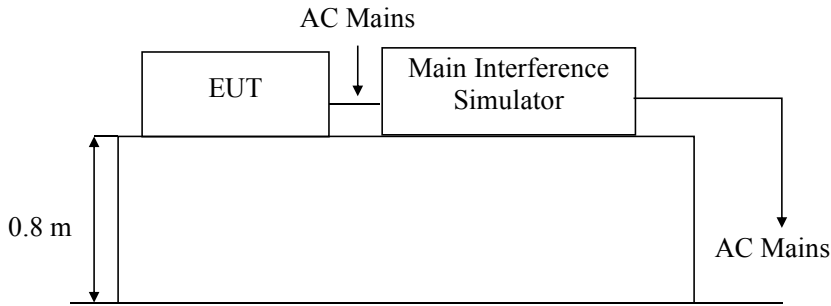 AC Mains
EUT
Main Interference
Simulator
0.8 m
AC Mains